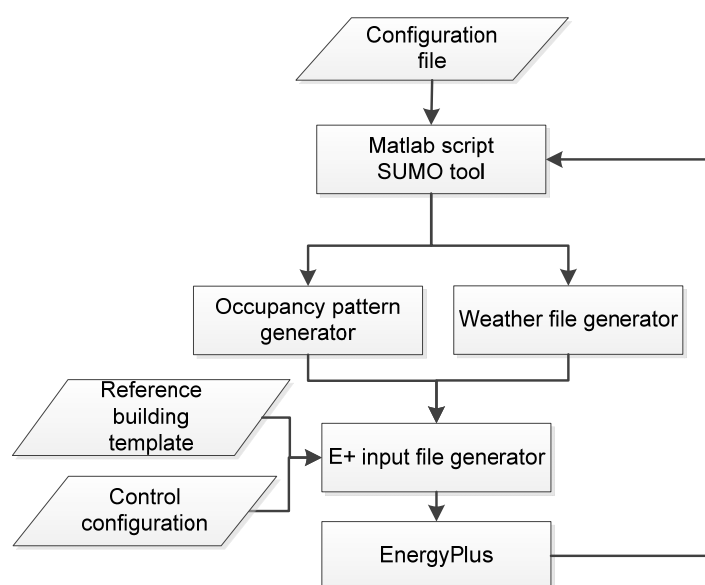 Configuration
file
Matlab script
SUMO tool
Occupancy pattern
generator
Weather file generator
Reference
building
template
E+ input file generator
Control
configuration
EnergyPlus